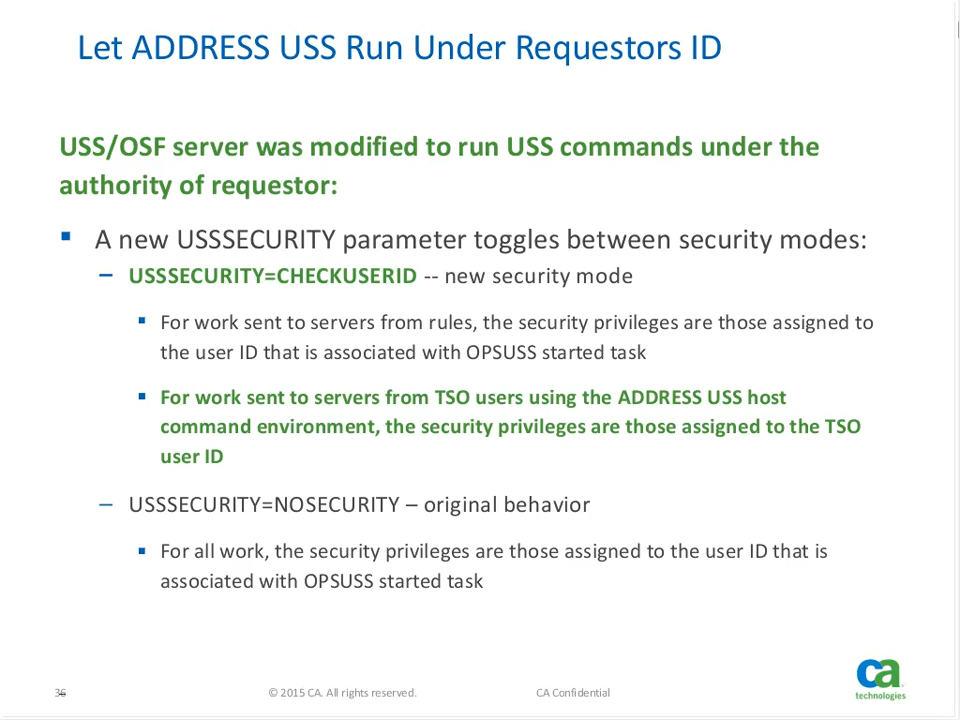 Let ADDRESS USS Run Under Requestors ID
USS/OSF server was modified to run USS commands under the
authority of requestor:
▪ A new USSSECURITY parameter toggles between security modes:
– USSSECURITY=CHECKUSERID -- new security mode
▪ For work sent to servers from rules, the security privileges are those assigned to
the user ID that is associated with OPSUSS started task
▪ For work sent to servers from TSO users using the ADDRESS USS host
command environment, the security privileges are those assigned to the TSO
user ID
– USSSECURITY=NOSECURITY – original behavior
▪ For all work, the security privileges are those assigned to the user ID that is
associated with OPSUSS started task
36 © 2015 CA. All rights reserved. CA Confidential
ca
technologies